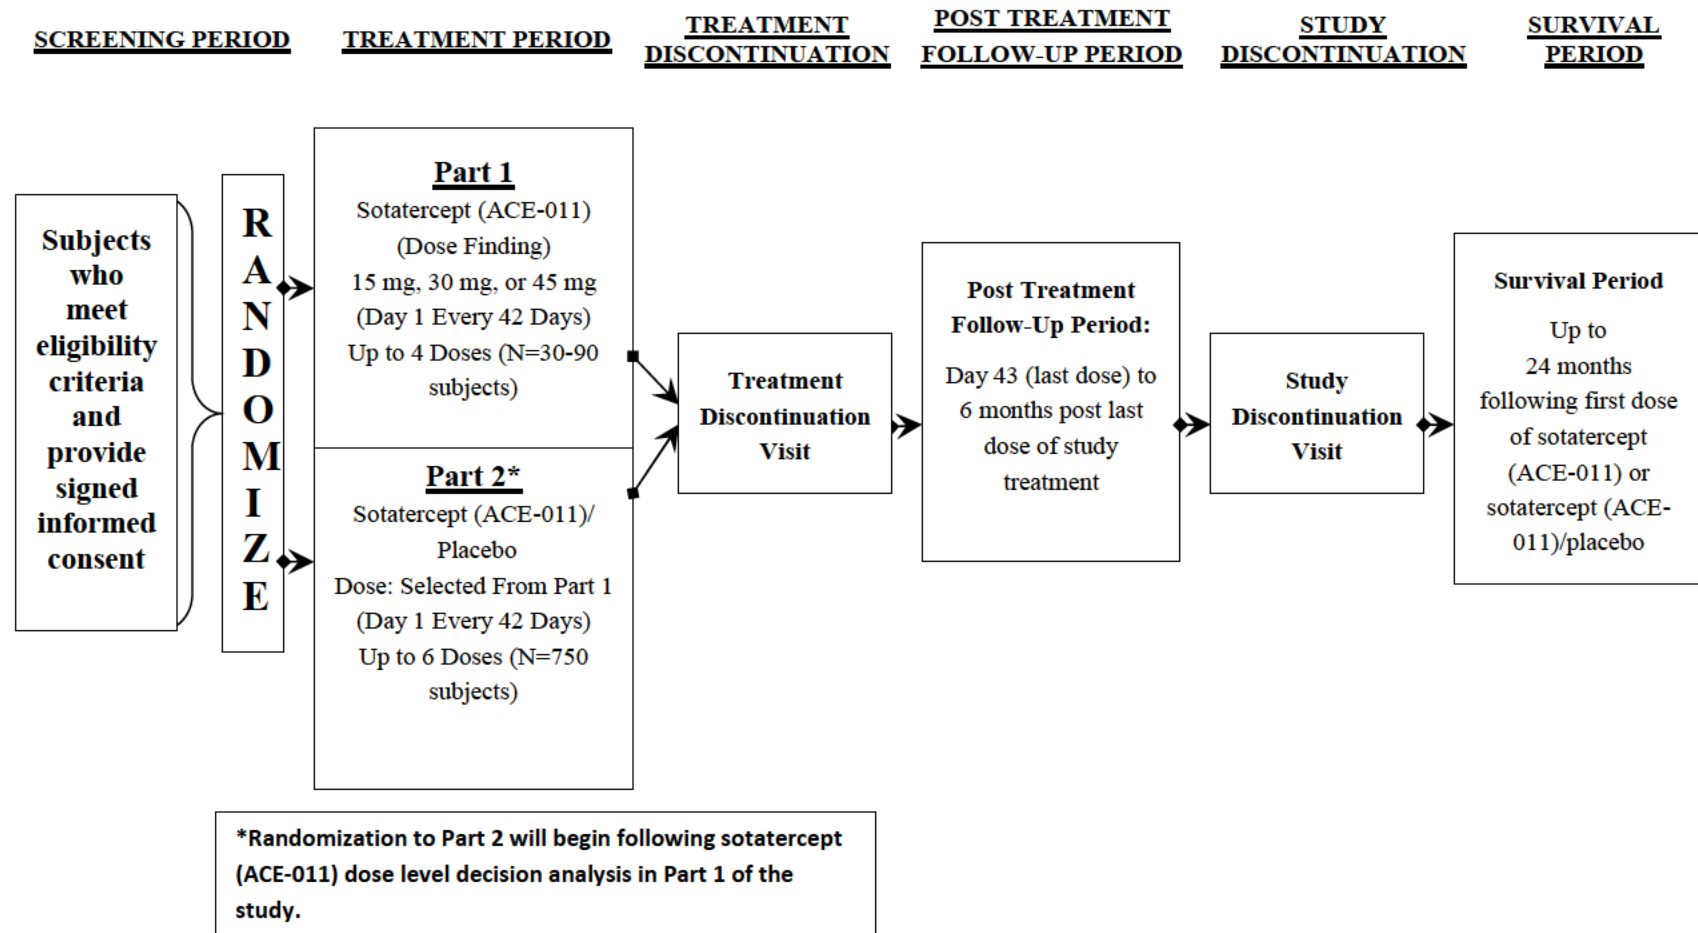 SCREENING PERIOD
TREATMENT PERIOD
TREATMENT
DISCONTINUATION
POST TREATMENT
FOLLOW-UP PERIOD
STUDY
DISCONTINUATION
SURVIVAL
PERIOD
Subjects
who
meet
eligibility
criteria
and
provide
signed
informed
consent
R
A
N
D
O
M
I
Z
E
Part 1
Sotatercept (ACE-011)
(Dose Finding)
15 mg, 30 mg, or 45 mg
(Day 1 Every 42 Days)
Up to 4 Doses (N=30-90
subjects)
Part 2*
Sotatercept (ACE-011)/
Placebo
Dose: Selected From Part 1
(Day 1 Every 42 Days)
Up to 6 Doses (N=750
subjects)
Treatment
Discontinuation
Visit
Post Treatment
Follow-Up Period:
Day 43 (last dose) to
6 months post last
dose of study
treatment
Study
Discontinuation
Visit
Survival Period
Up to
24 months
following first dose
of sotatercept
(ACE-011) or
sotatercept (ACE-
011)/placebo
*Randomization to Part 2 will begin following sotatercept
(ACE-011) dose level decision analysis in Part 1 of the
study.